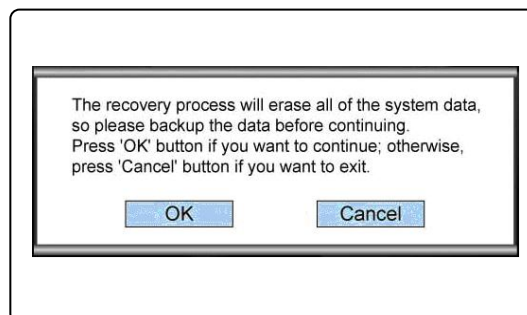 The recovery process will erase all of the system data,
so please backup the data before continuing.
Press 'OK' button if you want to continue; otherwise,
press 'Cancel' button if you want to exit.
OK Cancel